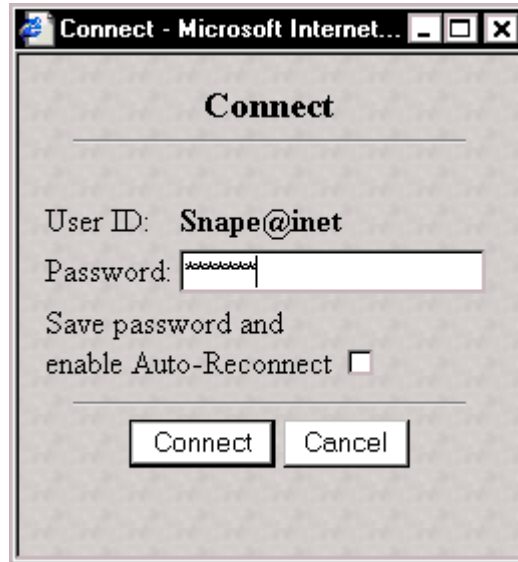 Connect - Microsoft Internet...
Connect
User ID: Snape@inet
Password: ********
Save password and
enable Auto-Reconnect
Connect Cancel